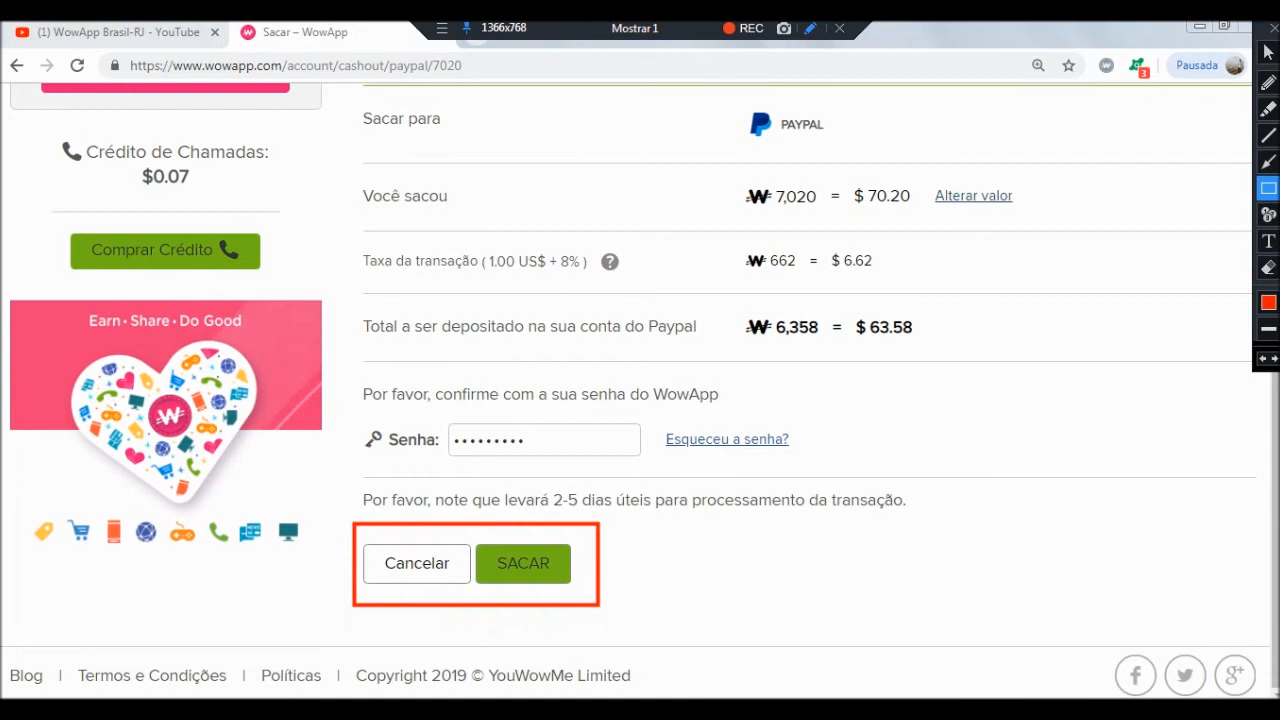 1366x768 Mostrar 1 REC
(1) WowApp Brasil-RJ - YouTube
Sacar – WowApp
https://www.wowapp.com/account/cashout/paypal/7020
3
Pausada
T
Crédito de Chamadas:
$0.07
Comprar Crédito
Earn • Share • Do Good
W
Sacar para PAYPAL
Você sacou 7,020 = $ 70.20 Alterar valor
Taxa da transação ( 1.00 US$ + 8% ) ? 662 = $ 6.62
Total a ser depositado na sua conta do Paypal 6,358 = $ 63.58
Por favor, confirme com a sua senha do WowApp
Senha: ••••••••• Esqueceu a senha?
Por favor, note que levará 2-5 dias úteis para processamento da transação.
Cancelar SACAR
Blog | Termos e Condições | Políticas | Copyright 2019 © YouWowMe Limited